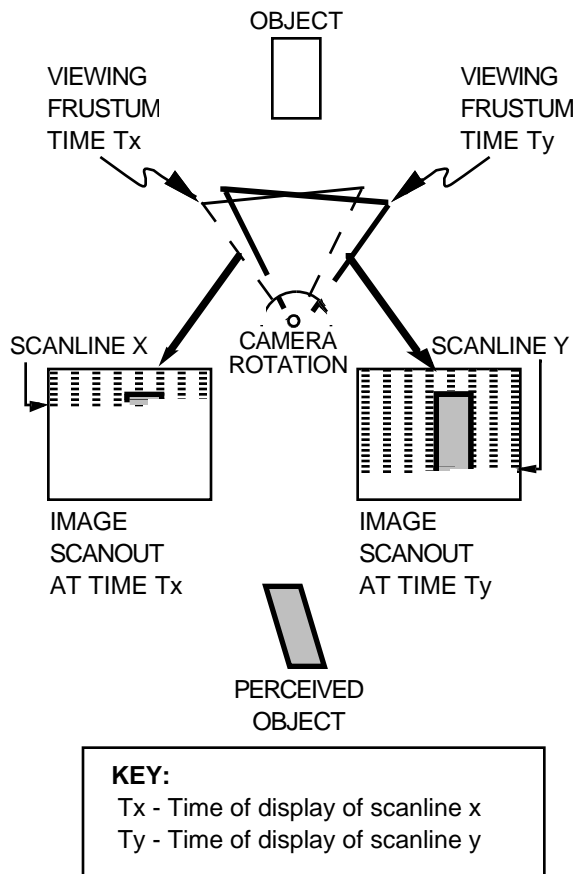 OBJECT
VIEWING
FRUSTUM
TIME Tx
VIEWING
FRUSTUM
TIME Ty
CAMERA
ROTATION
SCANLINE X
SCANLINE Y
IMAGE
SCANOUT
AT TIME Tx
IMAGE
SCANOUT
AT TIME Ty
PERCEIVED
OBJECT
KEY:
Tx - Time of display of scanline x
Ty - Time of display of scanline y